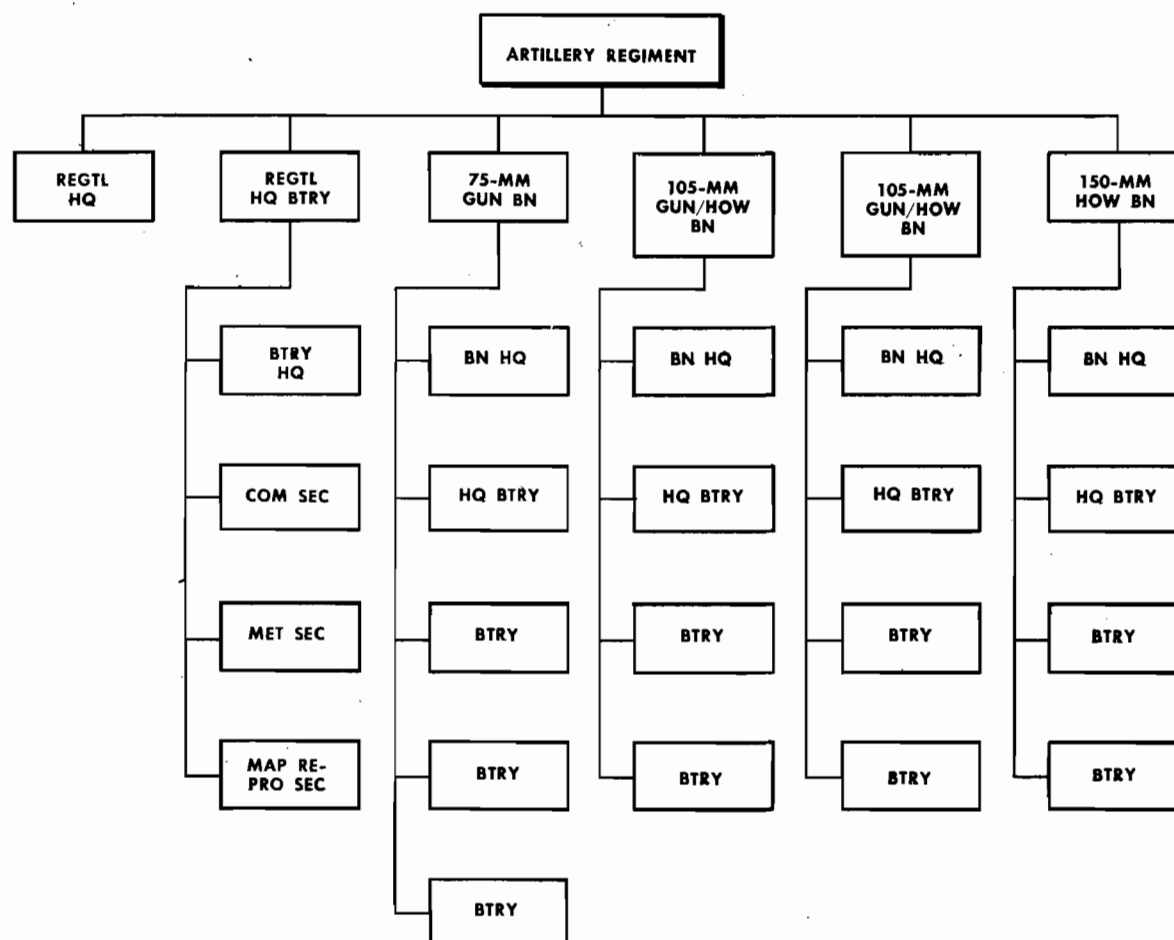 ARTILLERY REGIMENT
REGTL
HQ
REGTL
HQ BTRY
75-MM
GUN BN
105-MM
GUN/HOW
BN
105-MM
GUN/HOW
BN
150-MM
HOW BN
BTRY
HQ
BN HQ
BN HQ
BN HQ
BN HQ
COM SEC
HQ BTRY
HQ BTRY
HQ BTRY
HQ BTRY
MET SEC
BTRY
BTRY
BTRY
BTRY
MAP RE-
PRO SEC
BTRY
BTRY
BTRY
BTRY
BTRY